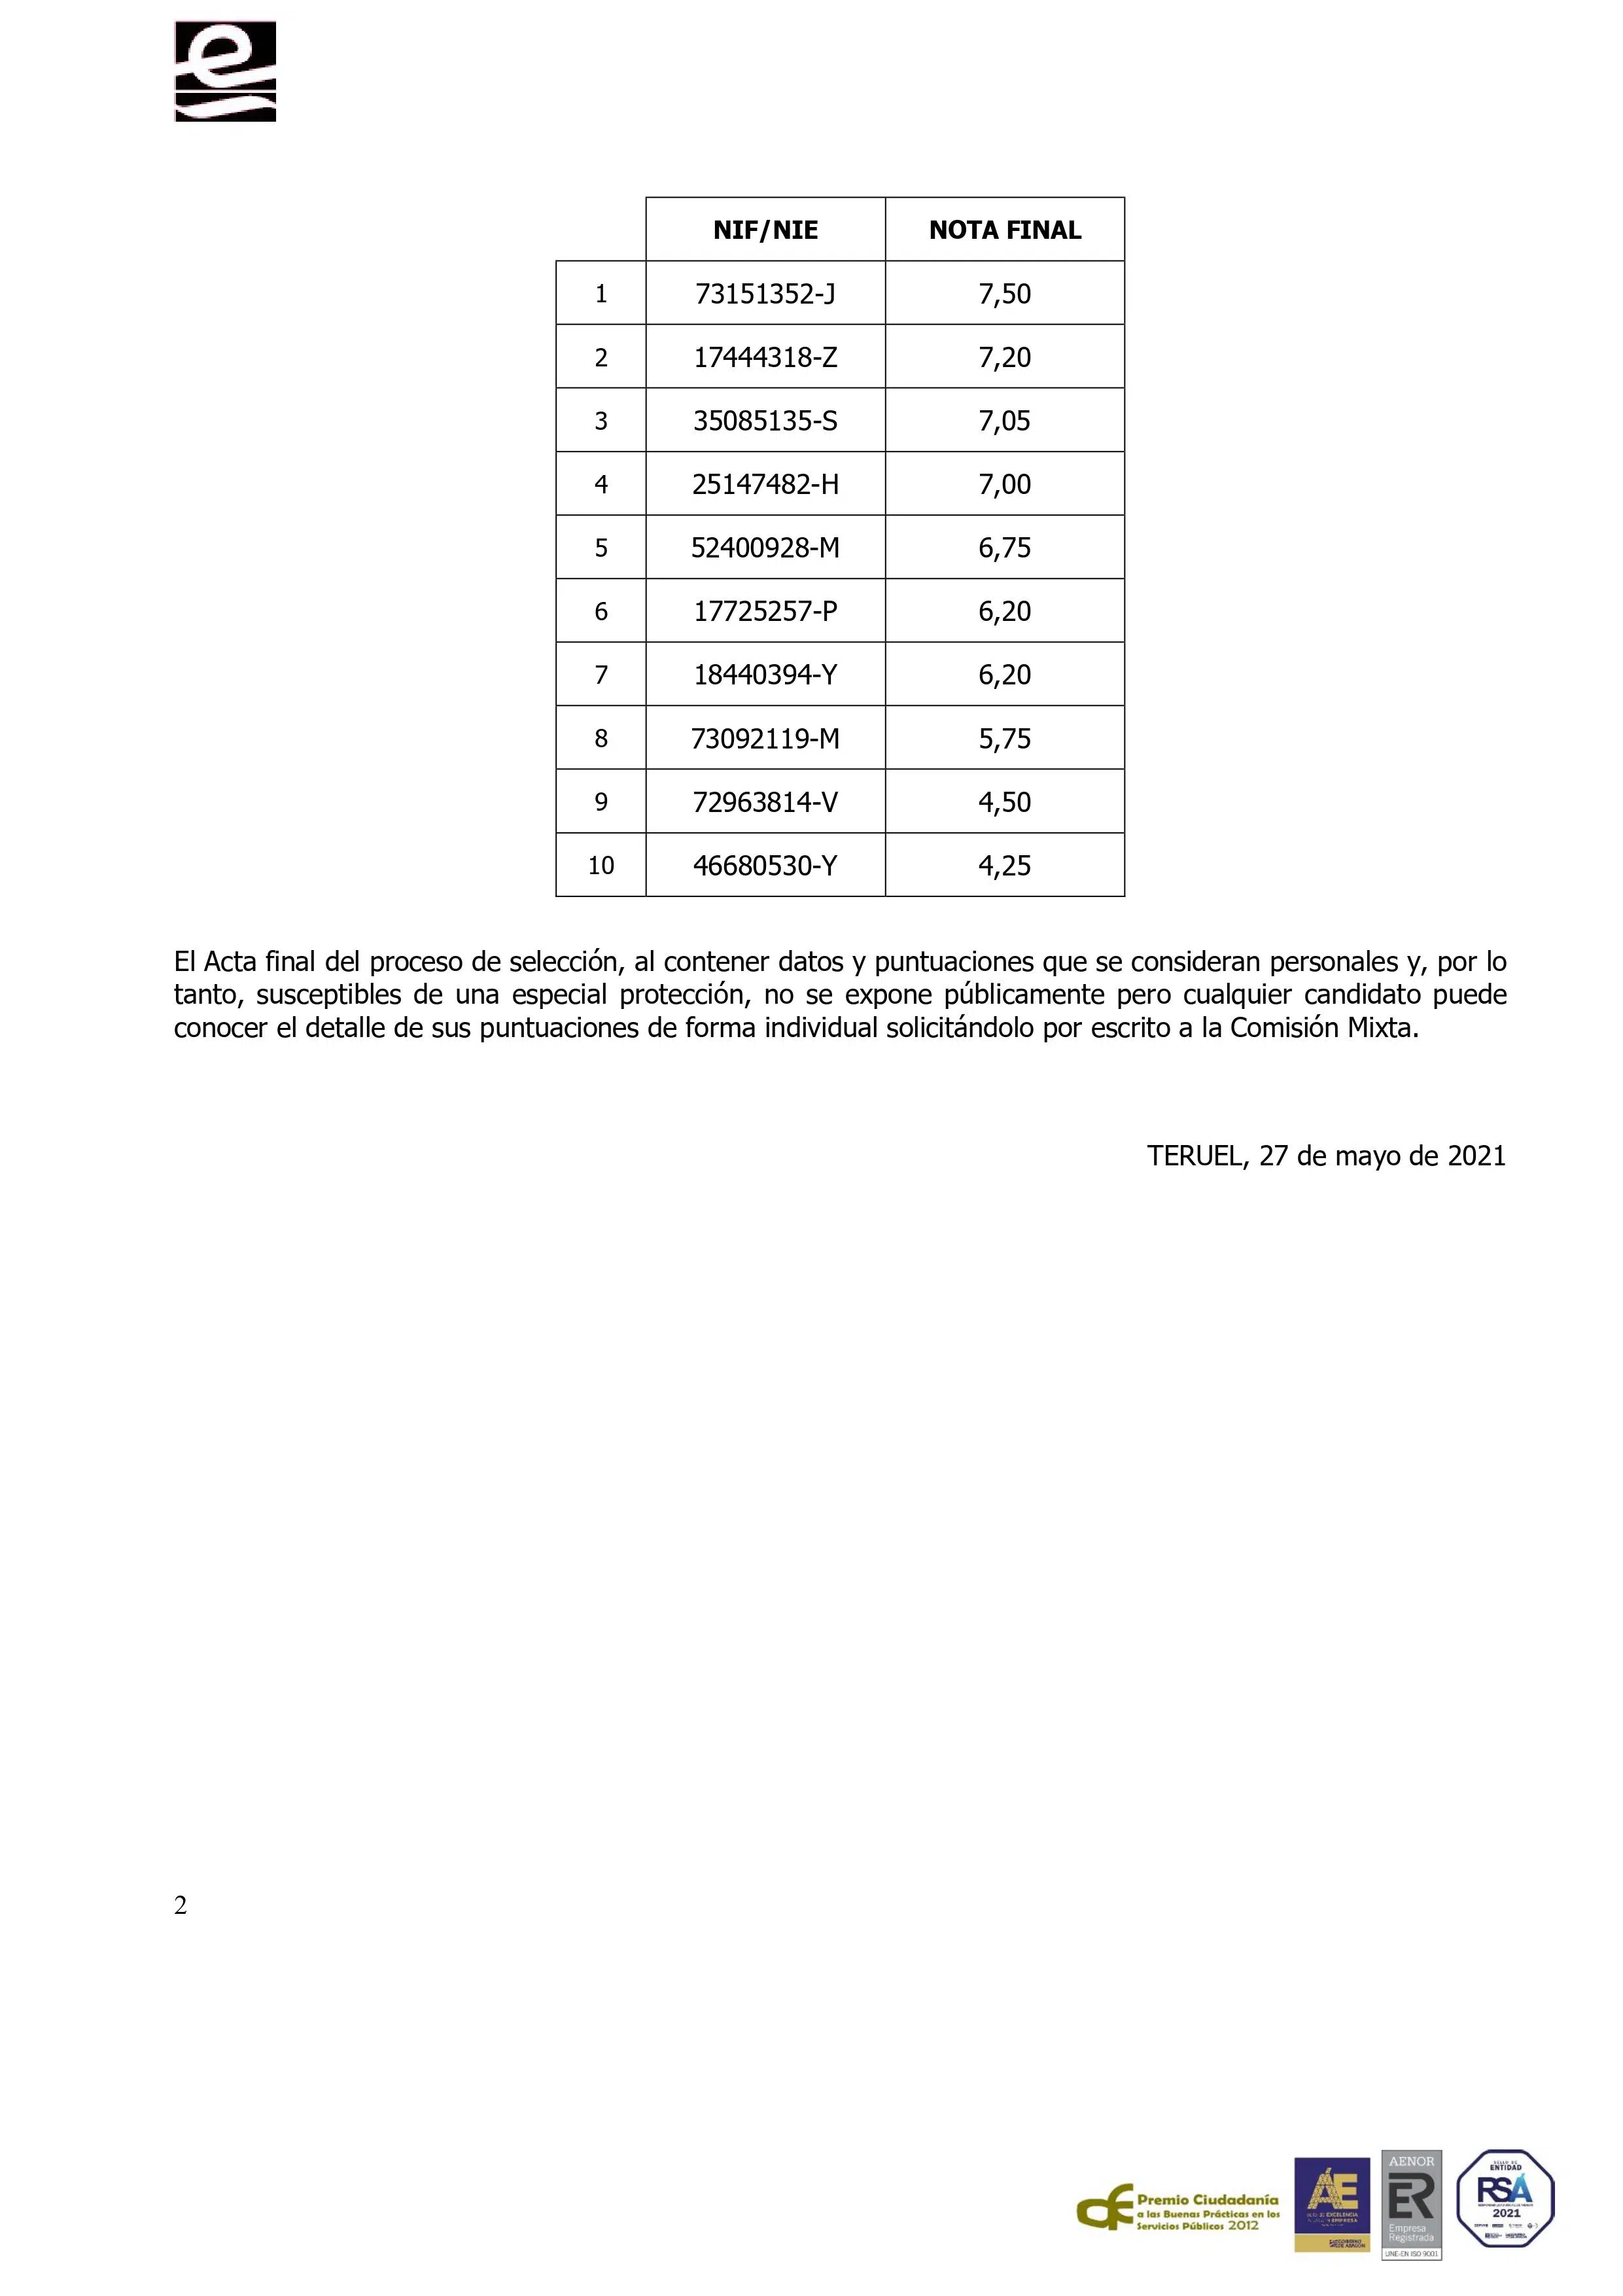 NIF/NIE NOTA FINAL
1 73151352-J 7,50
2 17444318-Z 7,20
3 35085135-S 7,05
4 25147482-H 7,00
5 52400928-M 6,75
6 17725257-P 6,20
7 18440394-Y 6,20
8 73092119-M 5,75
9 72963814-V 4,50
10 46680530-Y 4,25
El Acta final del proceso de selección, al contener datos y puntuaciones que se consideran personales y, por lo
tanto, susceptibles de una especial protección, no se expone públicamente pero cualquier candidato puede
conocer el detalle de sus puntuaciones de forma individual solicitándolo por escrito a la Comisión Mixta.
TERUEL, 27 de mayo de 2021
2
Premio Ciudadanía
a las Buenas Prácticas en los
Servicios Públicos 2012
ÁE
AENOR
ER
Empresa
Registrada
UNE-EN ISO 9001
SELLO DE
ENTIDAD
RSA
2021